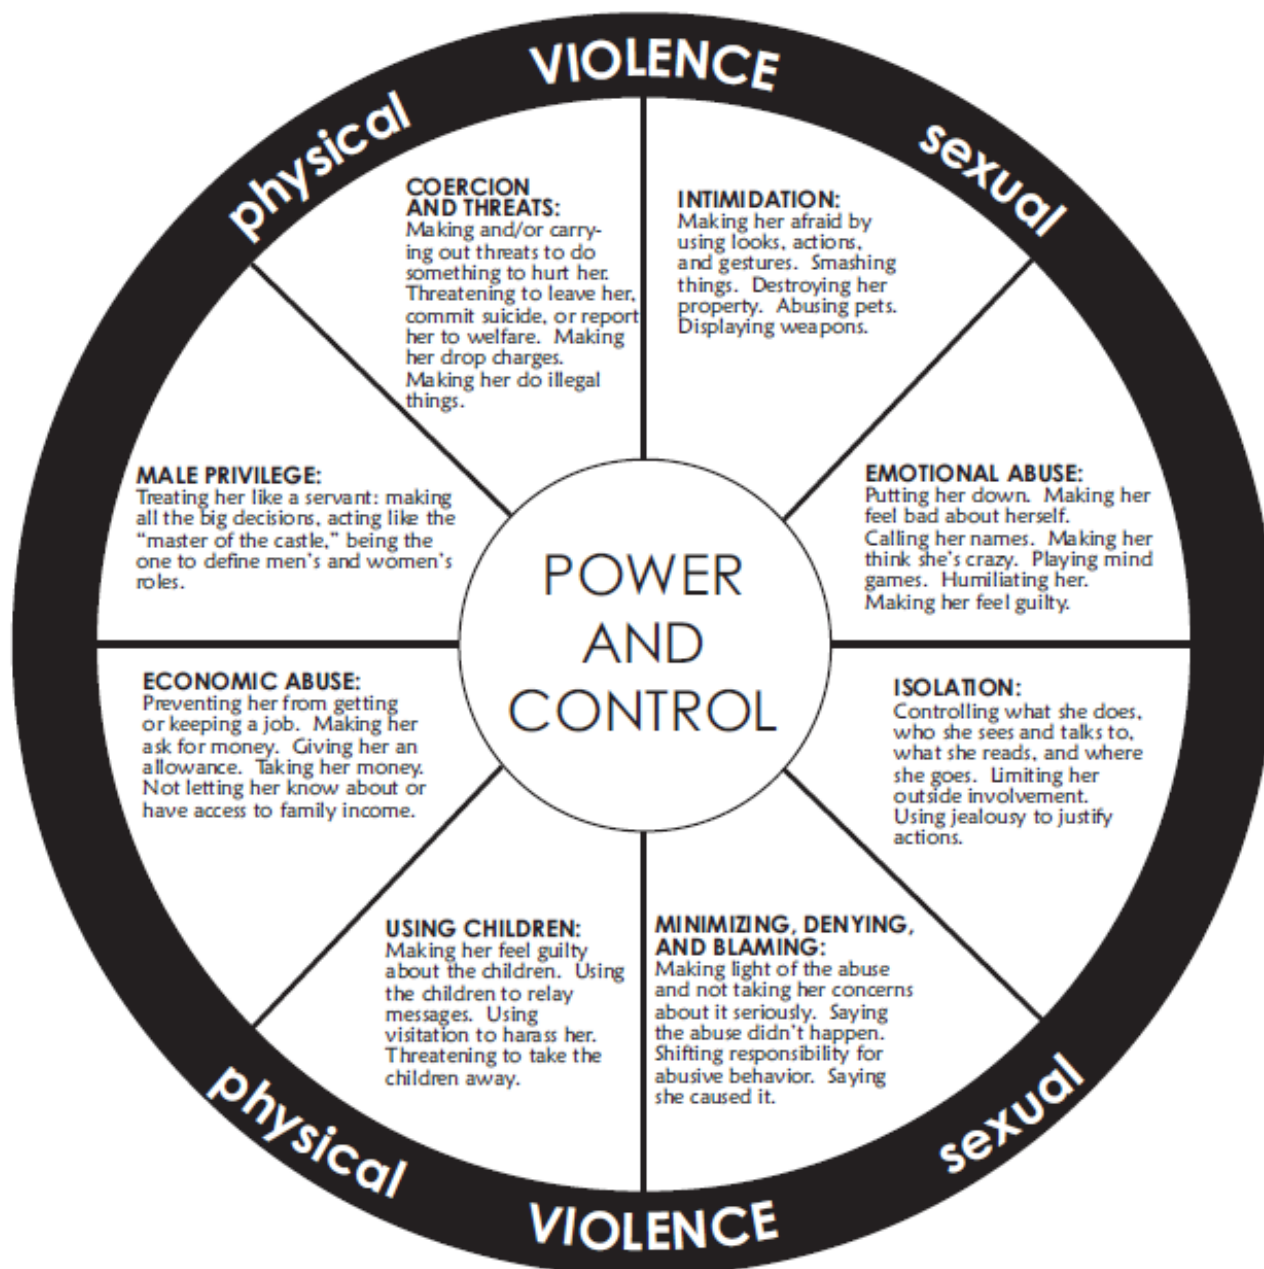 VIOLENCE
physical
sexual
COERCION
AND THREATS:
Making and/or carry-
ing out threats to do
something to hurt her.
Threatening to leave her,
commit suicide, or report
her to welfare. Making
her drop charges.
Making her do illegal
things.
INTIMIDATION:
Making her afraid by
using looks, actions,
and gestures. Smashing
things. Destroying her
property. Abusing pets.
Displaying weapons.
MALE PRIVILEGE:
Treating her like a servant: making
all the big decisions, acting like the
“master of the castle,” being the
one to define men’s and women’s
roles.
EMOTIONAL ABUSE:
Putting her down. Making her
feel bad about herself.
Calling her names. Making her
think she’s crazy. Playing mind
games. Humiliating her.
Making her feel guilty.
POWER
AND
CONTROL
ECONOMIC ABUSE:
Preventing her from getting
or keeping a job. Making her
ask for money. Giving her an
allowance. Taking her money.
Not letting her know about or
have access to family income.
ISOLATION:
Controlling what she does,
who she sees and talks to,
what she reads, and where
she goes. Limiting her
outside involvement.
Using jealousy to justify
actions.
USING CHILDREN:
Making her feel guilty
about the children. Using
the children to relay
messages. Using
visitation to harass her.
Threatening to take the
children away.
MINIMIZING, DENYING,
AND BLAMING:
Making light of the abuse
and not taking her concerns
about it seriously. Saying
the abuse didn’t happen.
Shifting responsibility for
abusive behavior. Saying
she caused it.
physical
sexual
VIOLENCE